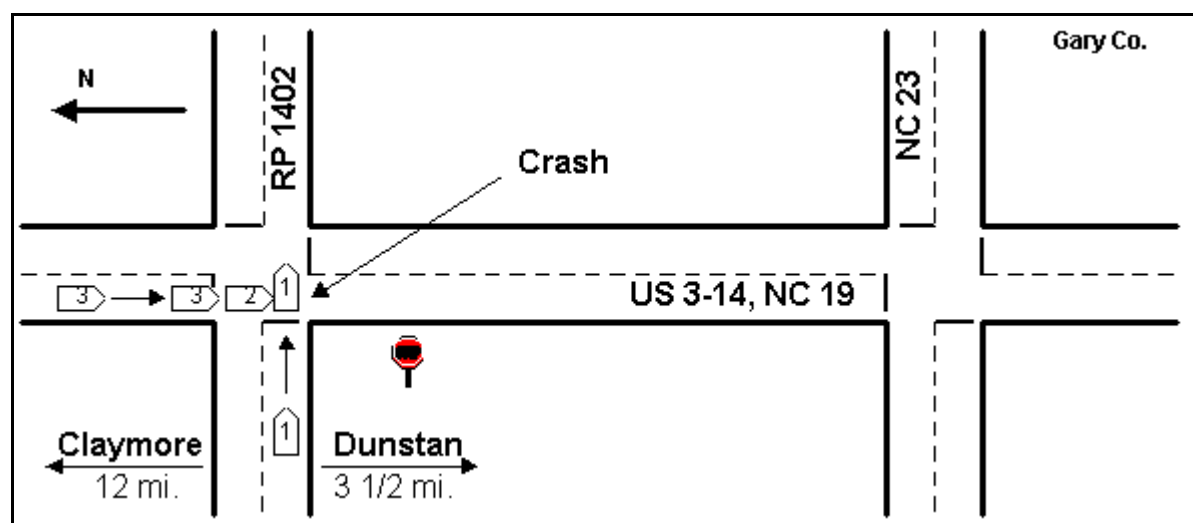 Gary Co.
N
RP 1402
NC 23
Crash
3
3
2
1
US 3-14, NC 19
1
Claymore
12 mi.
Dunstan
3 1/2 mi.